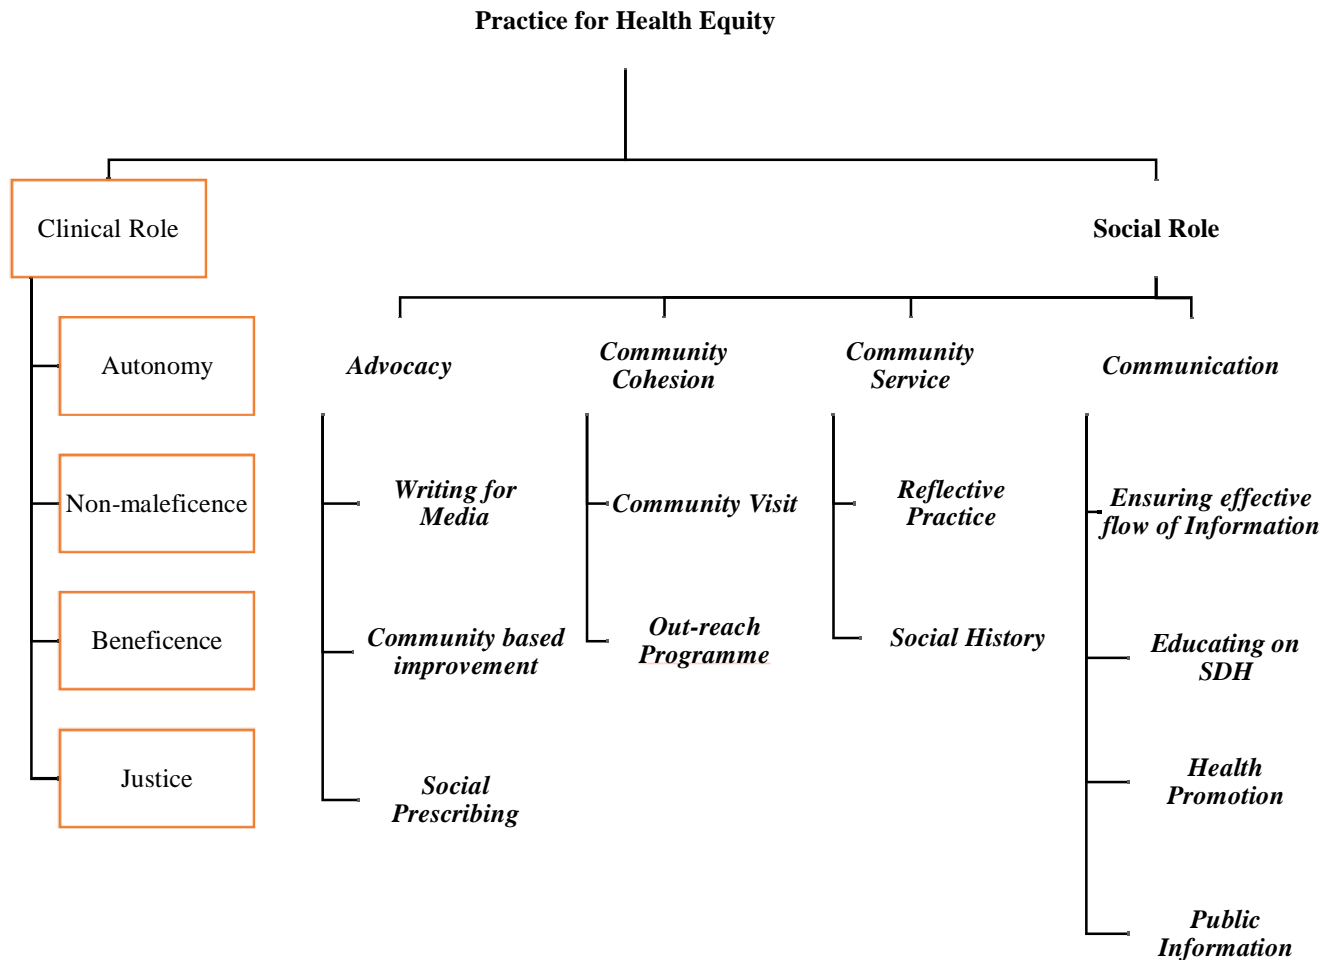 Practice for Health Equity
Clinical Role
Social Role
Autonomy
Non-maleficence
Beneficence
Justice
Advocacy
Writing for
Media
Community based
improvement
Social
Prescribing
Community
Cohesion
Community Visit
Out-reach
Programme
Community
Service
Reflective
Practice
Social History
Communication
Ensuring effective
flow of Information
Educating on
SDH
Health
Promotion
Public
Information